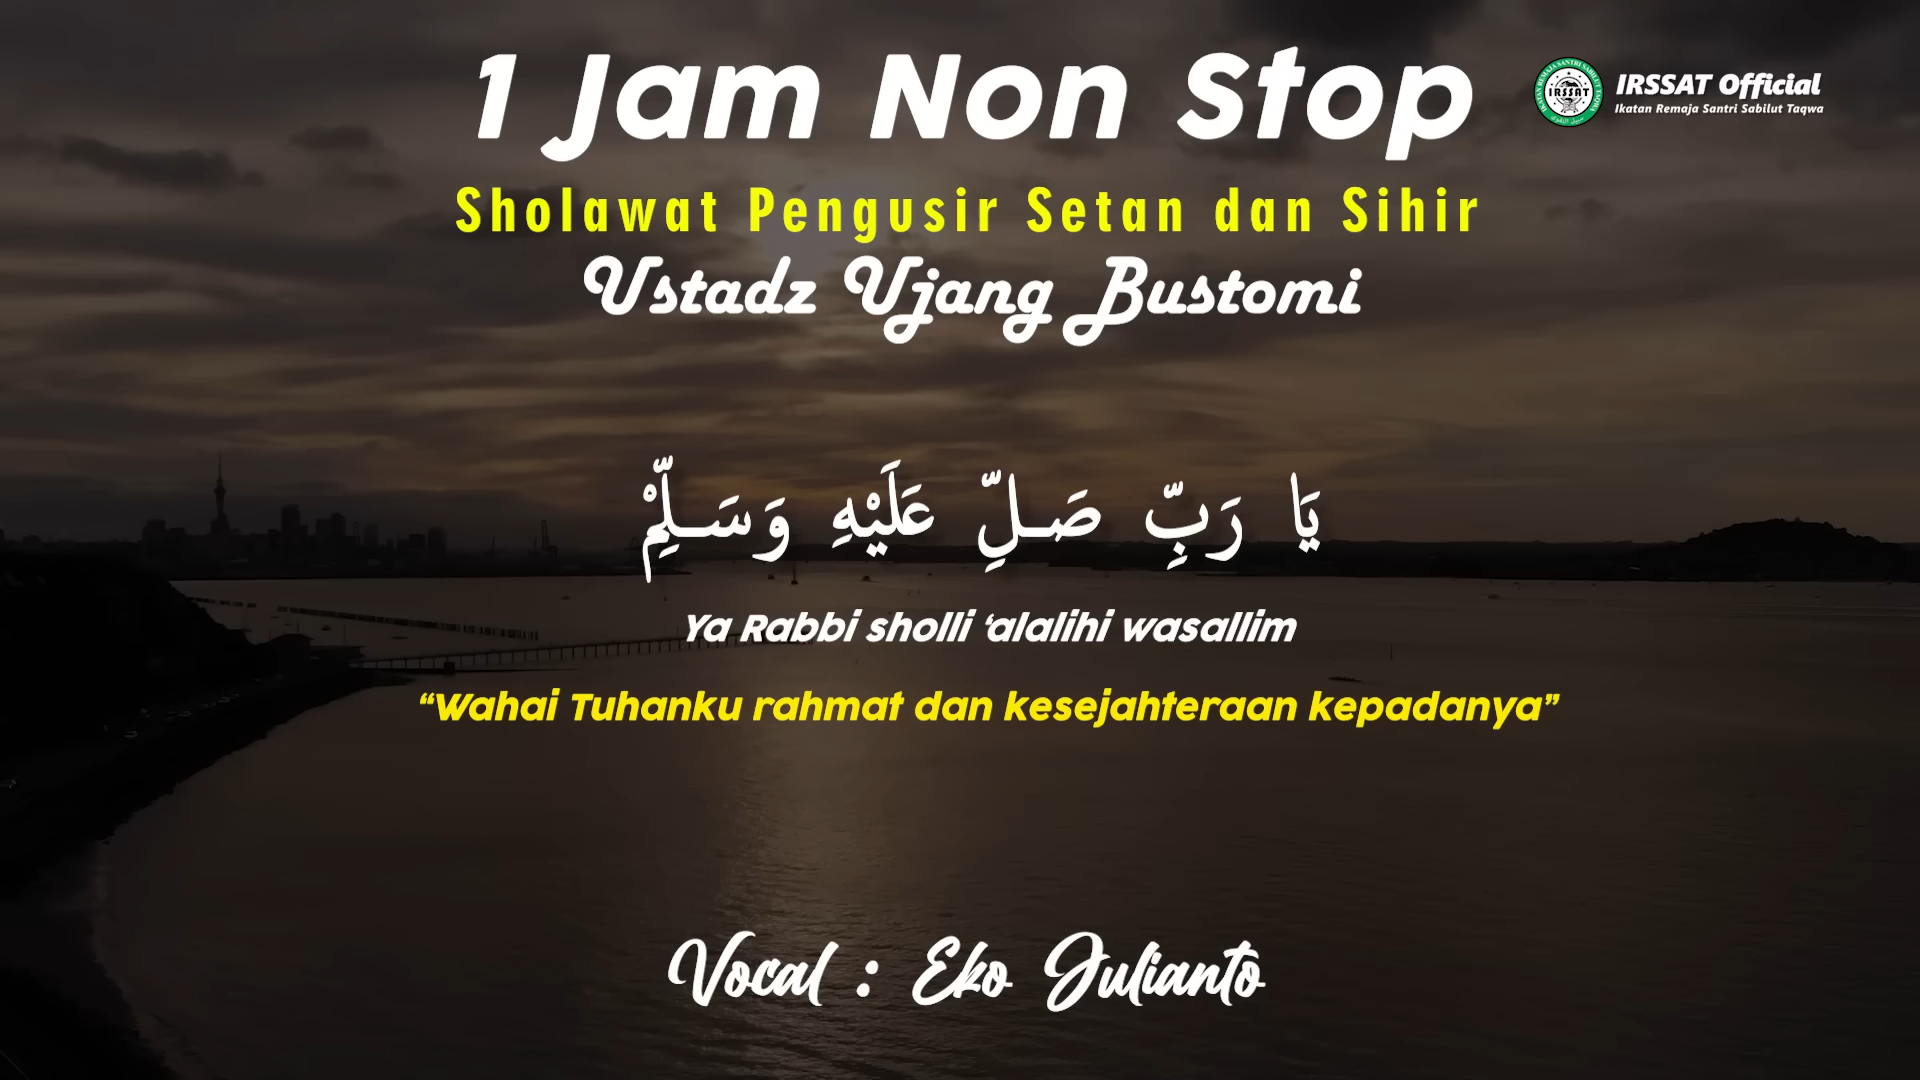 1 Jam Non Stop
IRSSAT Official
Ikatan Remaja Santri Sabilut Taqwa
IRSSAT
Sholawat Pengusir Setan dan Sihir
Ustadz Ujang Bustomi
يَا رَبِّ صَلِّ عَلَيْهِ وَسَلِّمْ
Ya Rabbi sholli ‘alalihi wasallim
“Wahai Tuhanku rahmat dan kesejahteraan kepadanya”
Vocal : Eko Julianto